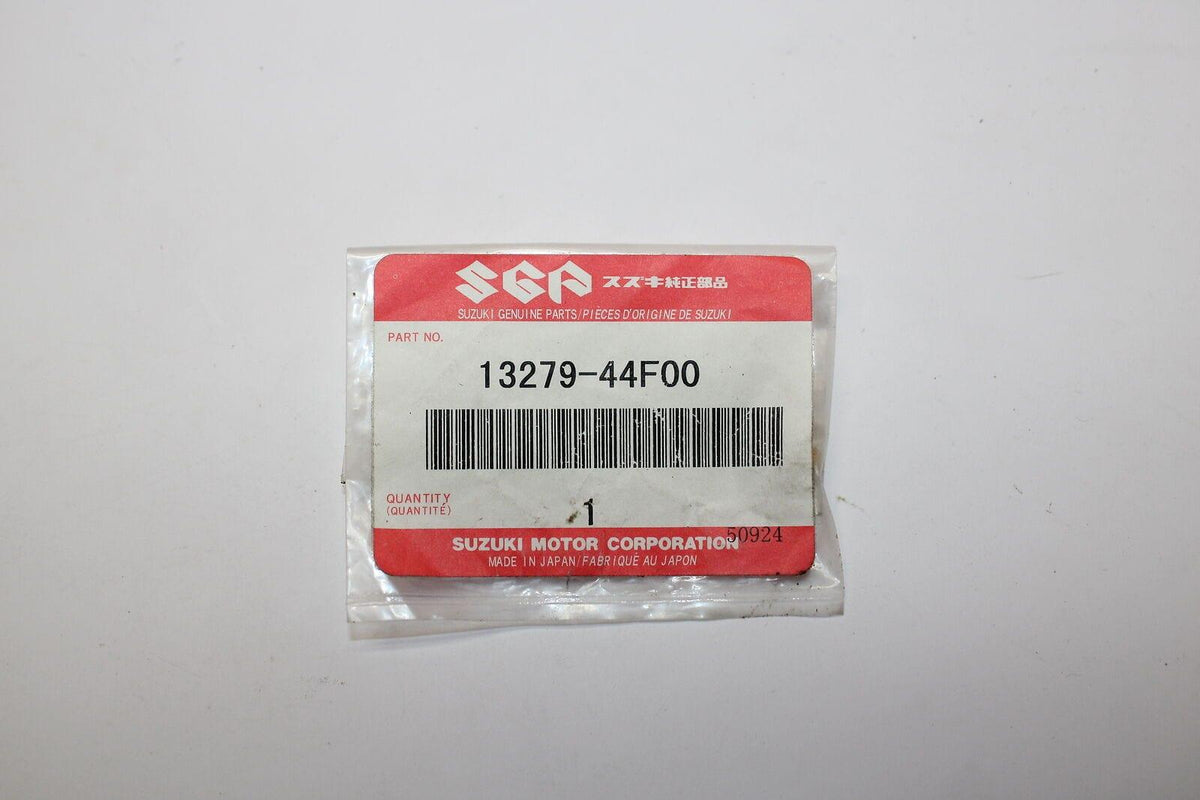 SGP スズキ純正部品
SUZUKI GENUINE PARTS/PIÈCES D'ORIGINE DE SUZUKI
PART NO.
13279-44F00
QUANTITY
(QUANTITÉ)
1
50924
SUZUKI MOTOR CORPORATION
MADE IN JAPAN/FABRIQUÉ AU JAPON